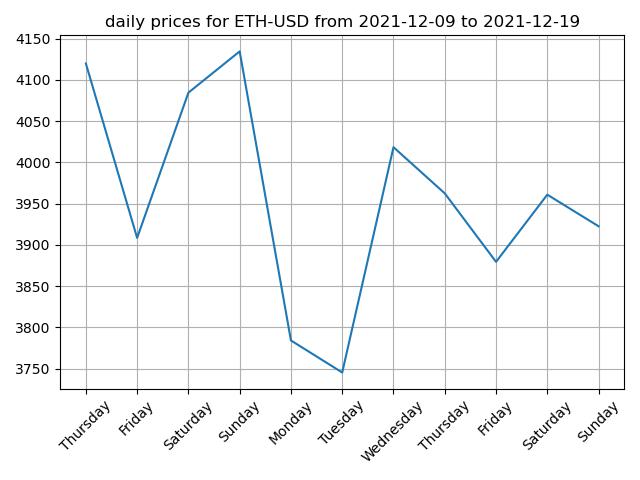 daily prices for ETH-USD from 2021-12-09 to 2021-12-19
4150
4100
4050
4000
3950
3900
3850
3800
3750
Thursday
Friday
Saturday
Sunday
Monday
Tuesday
Wednesday
Thursday
Friday
Saturday
Sunday